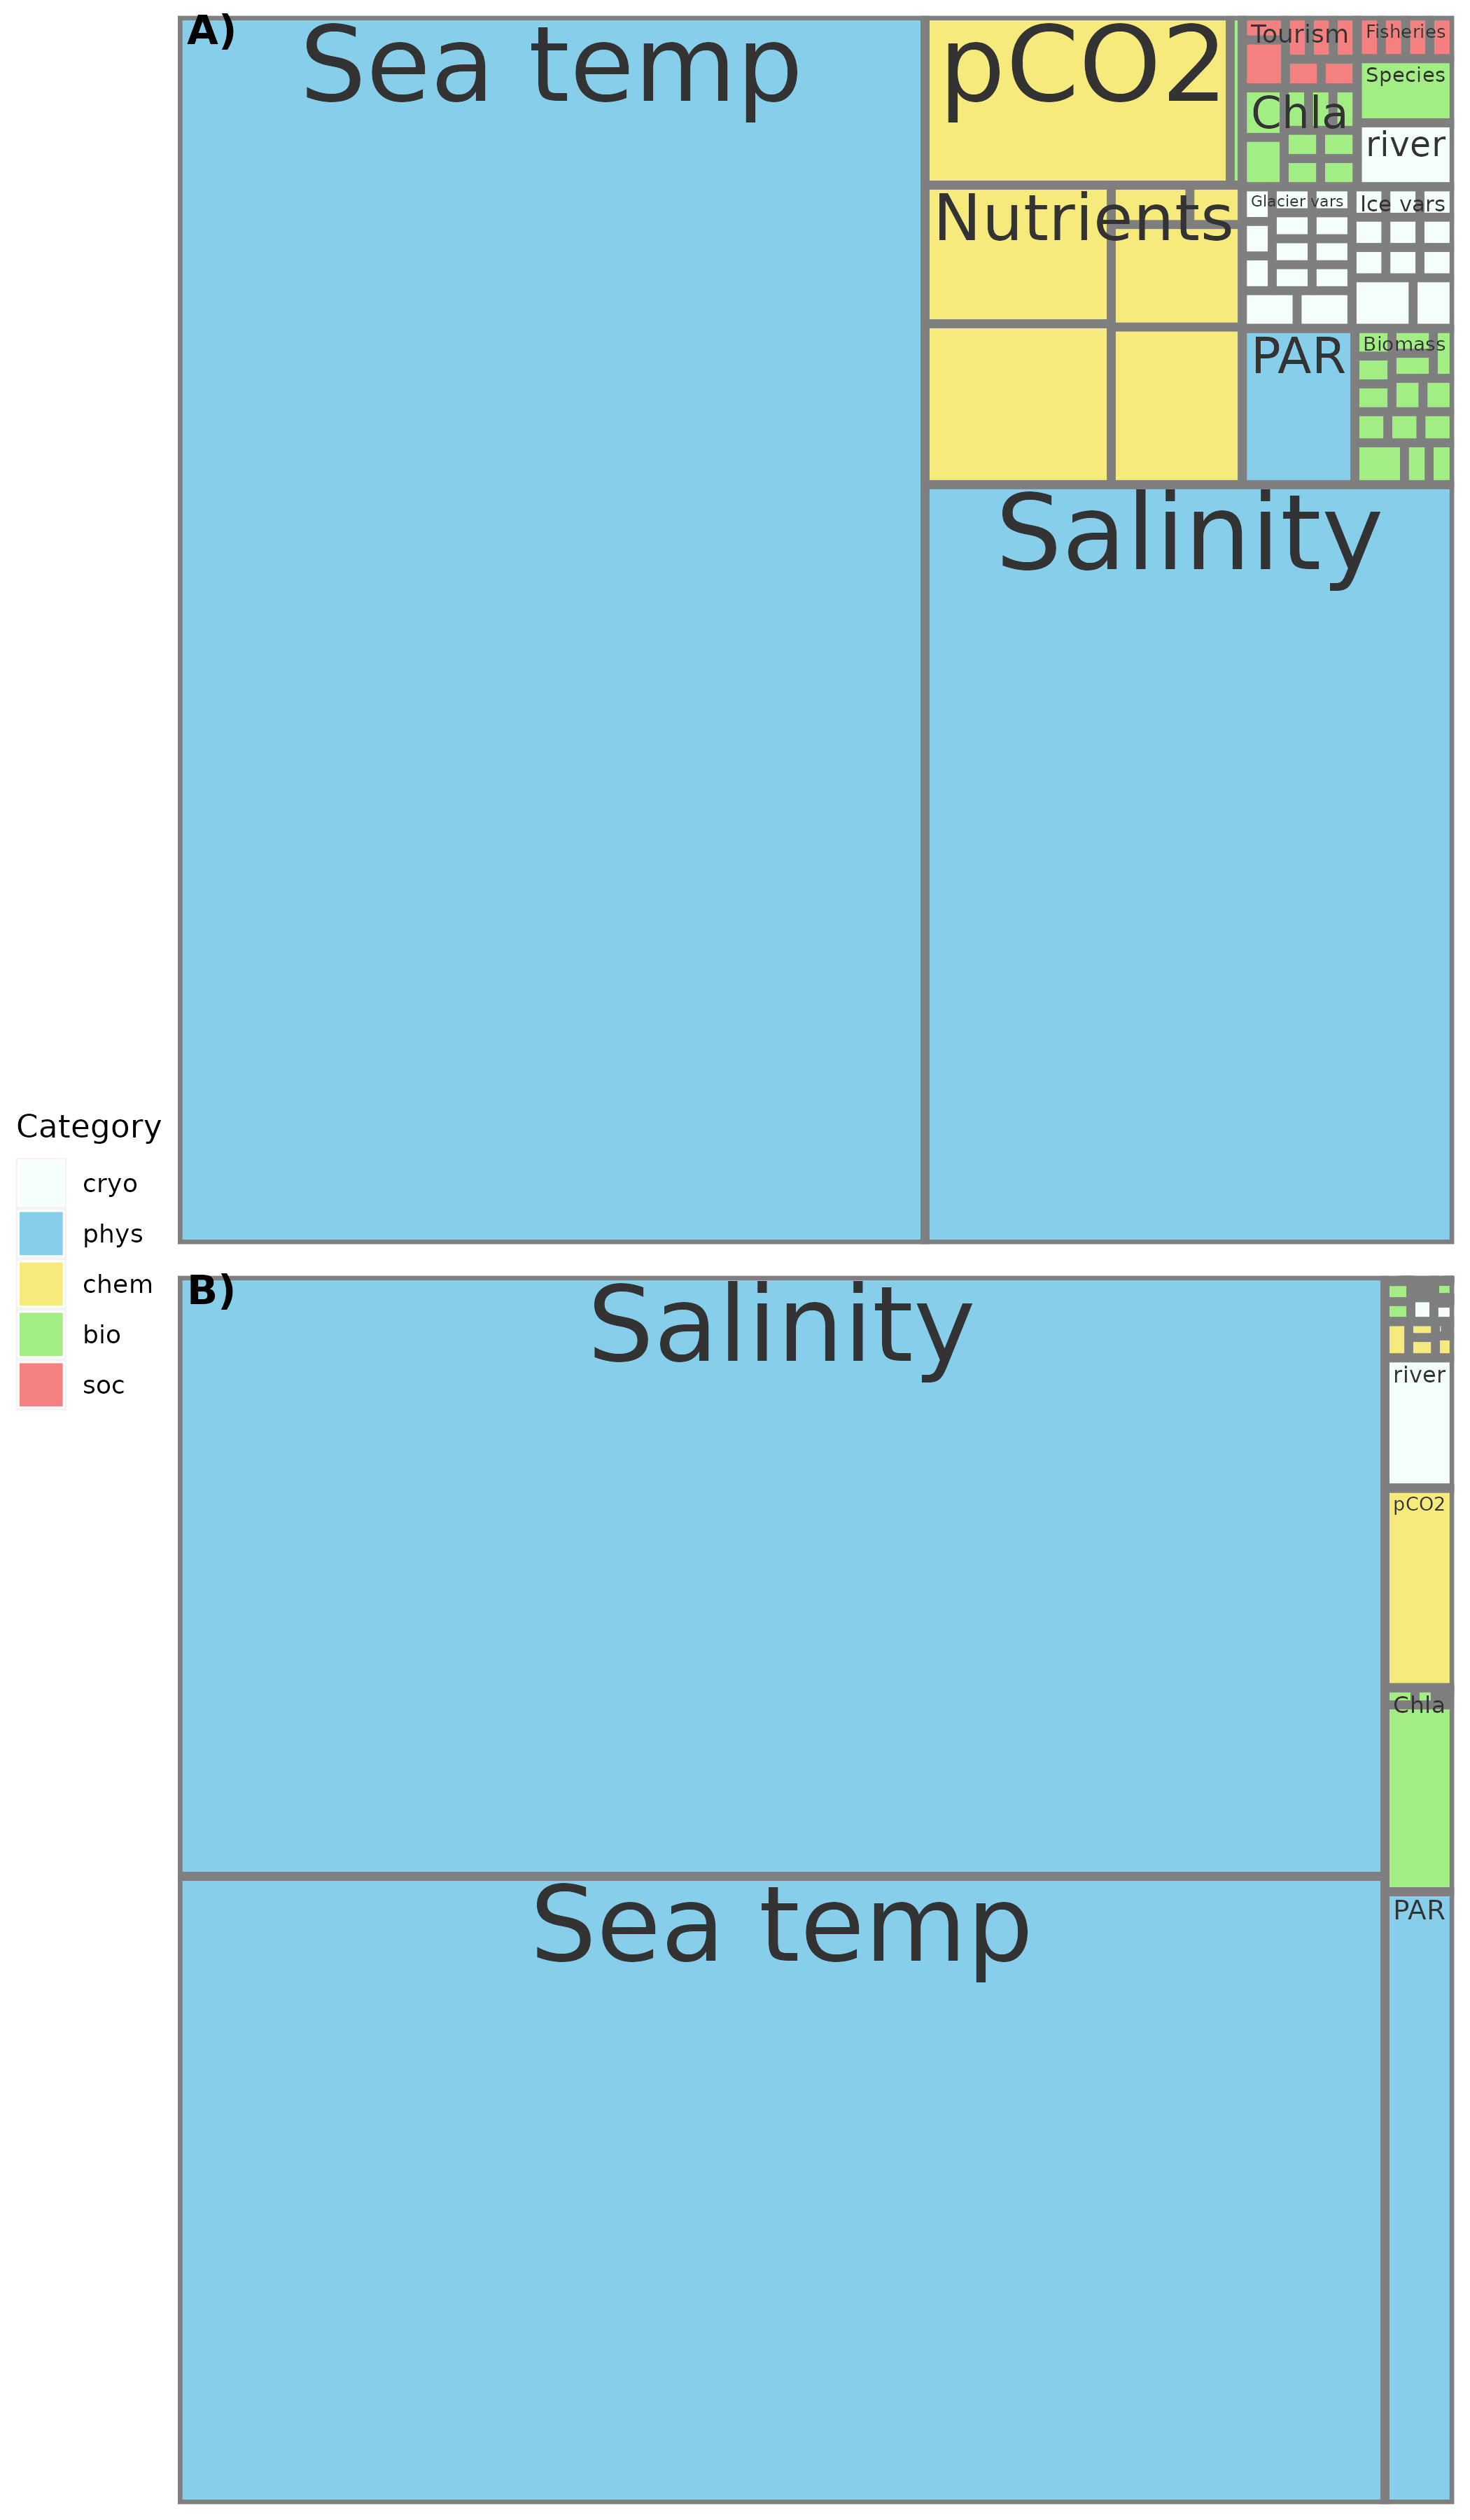 A)
Sea temp
pCO2
Tourism
Fisheries
Species
Chla
river
Nutrients
Glacier vars
Ice vars
PAR
Biomass
Salinity
Category
cryo
phys
chem
bio
soc
B)
Salinity
river
pCO2
Chla
Sea temp
PAR